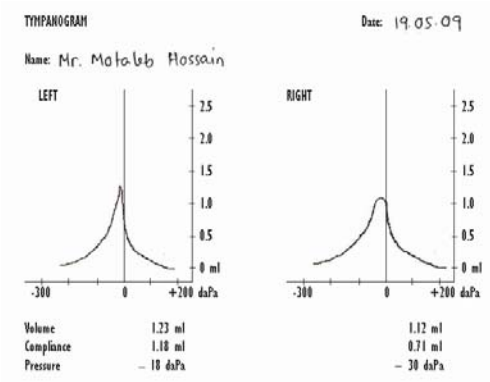 TYMPANOGRAM Date: 19.05.09
Name: Mr. Motaleb Hossain
LEFT RIGHT
2.5 2.5
2.0 2.0
1.5 1.5
1.0 1.0
0.5 0.5
0 ml 0 ml
-300 0 +200 daPa -300 0 +200 daPa
Volume 1.23 ml 1.12 ml
Compliance 1.18 ml 0.71 ml
Pressure – 18 daPa – 30 daPa